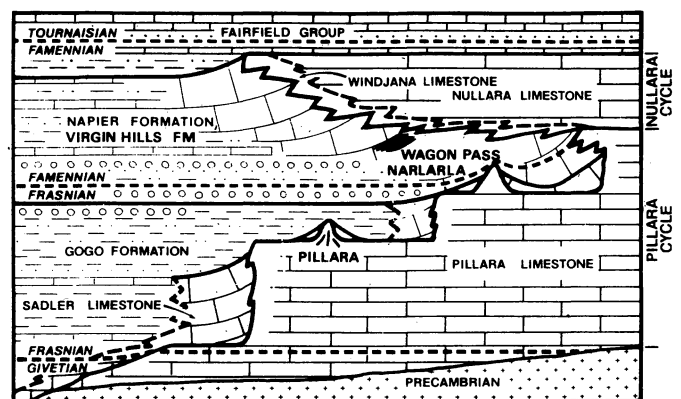 TOURNAISIAN FAIRFIELD GROUP
FAMENNIAN
WINDJANA LIMESTONE
NULLARA LIMESTONE
NULLARA
CYCLE
NAPIER FORMATION
VIRGIN HILLS FM
WAGON PASS
NARLARLA
FAMENNIAN
FRASNIAN
GOGO FORMATION
PILLARA
PILLARA LIMESTONE
PILLARA
CYCLE
SADLER LIMESTONE
FRASNIAN
GIVETIAN
PRECAMBRIAN